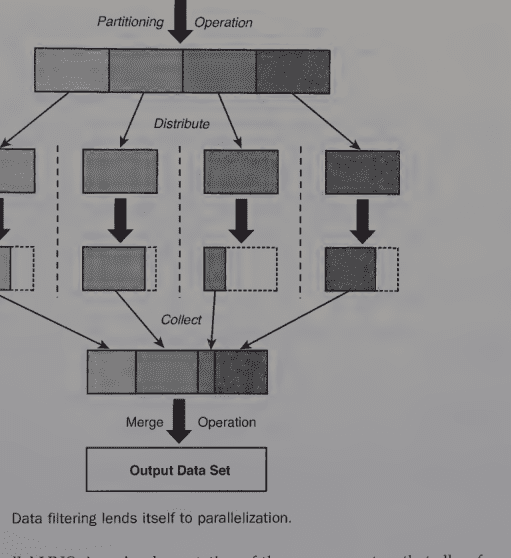 Partitioning Operation
Distribute
Collect
Merge Operation
Output Data Set
Data filtering lends itself to parallelization.